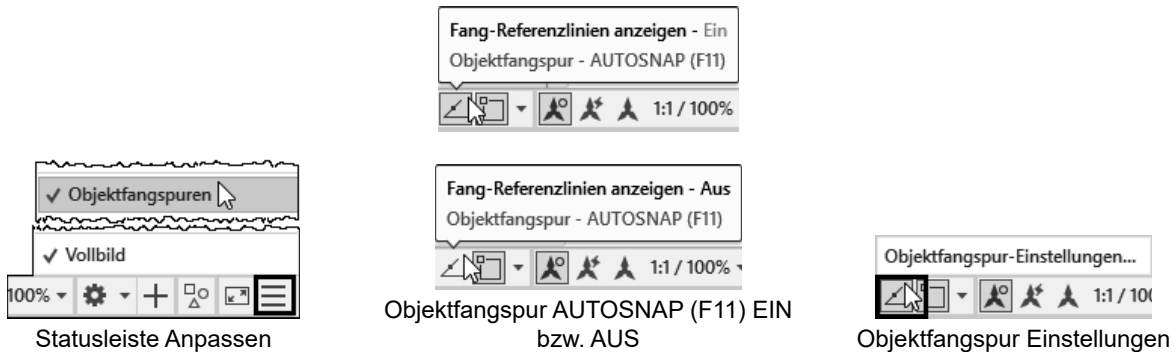 Fang-Referenzlinien anzeigen - Ein
Objektfangspur - AUTOSNAP (F11)
1:1 / 100%
✓ Objektfangspuren
✓ Vollbild
100%
Statusleiste Anpassen
Fang-Referenzlinien anzeigen - Aus
Objektfangspur - AUTOSNAP (F11)
1:1 / 100%
Objektfangspur AUTOSNAP (F11) EIN
bzw. AUS
Objektfangspur-Einstellungen...
1:1 / 100
Objektfangspur Einstellungen